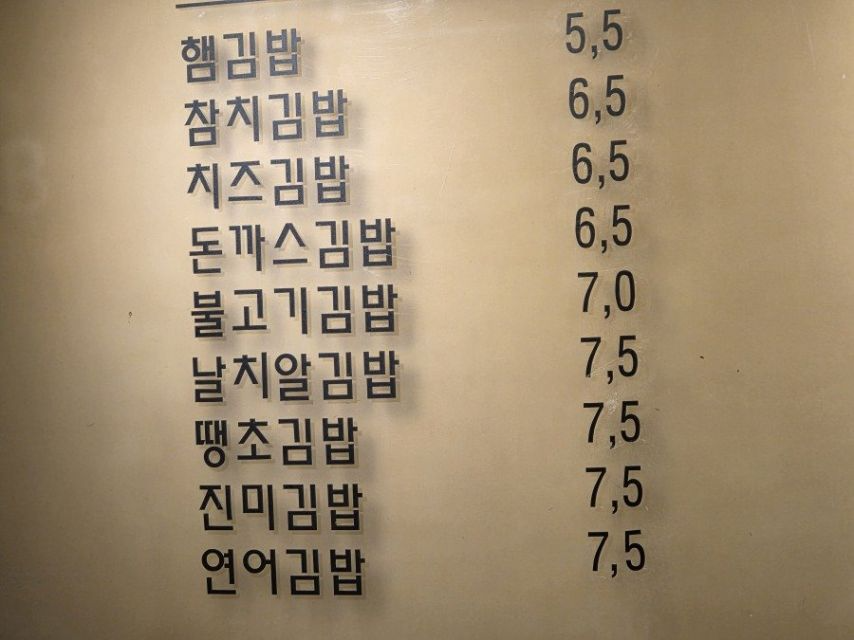 햄김밥 5,5
참치김밥 6,5
치즈김밥 6,5
돈까스김밥 6,5
불고기김밥 7,0
날치알김밥 7,5
땡초김밥 7,5
진미김밥 7,5
연어김밥 7,5